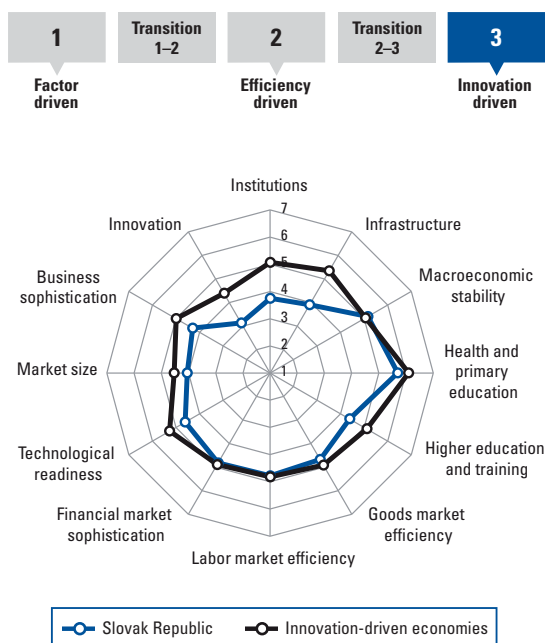 1
Transition
1–2
2
Transition
2–3
3
Factor
driven
Efficiency
driven
Innovation
driven
Institutions
7
Innovation
6
Infrastructure
5
Business
sophistication
4
Macroeconomic
stability
3
2
Market size
1
Health and
primary
education
Technological
readiness
Higher education
and training
Financial market
sophistication
Goods market
efficiency
Labor market efficiency
Slovak Republic
Innovation-driven economies